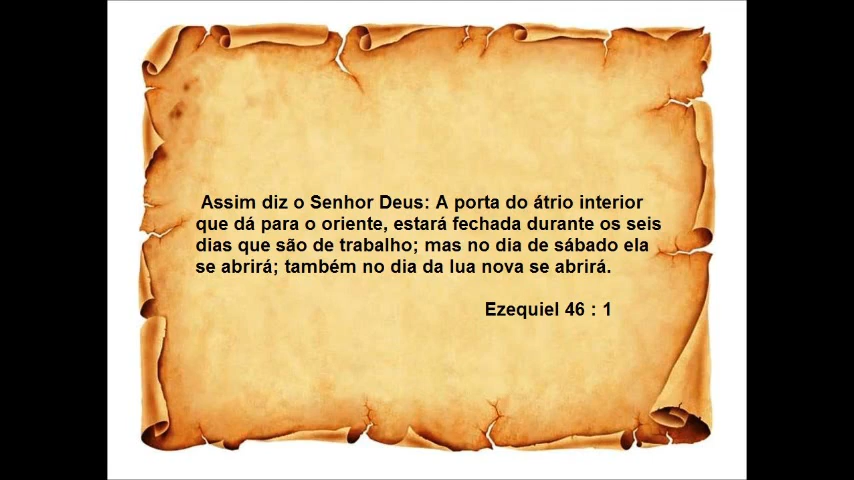 Assim diz o Senhor Deus: A porta do átrio interior
que dá para o oriente, estará fechada durante os seis
dias que são de trabalho; mas no dia de sábado ela
se abrirá; também no dia da lua nova se abrirá.
Ezequiel 46 : 1